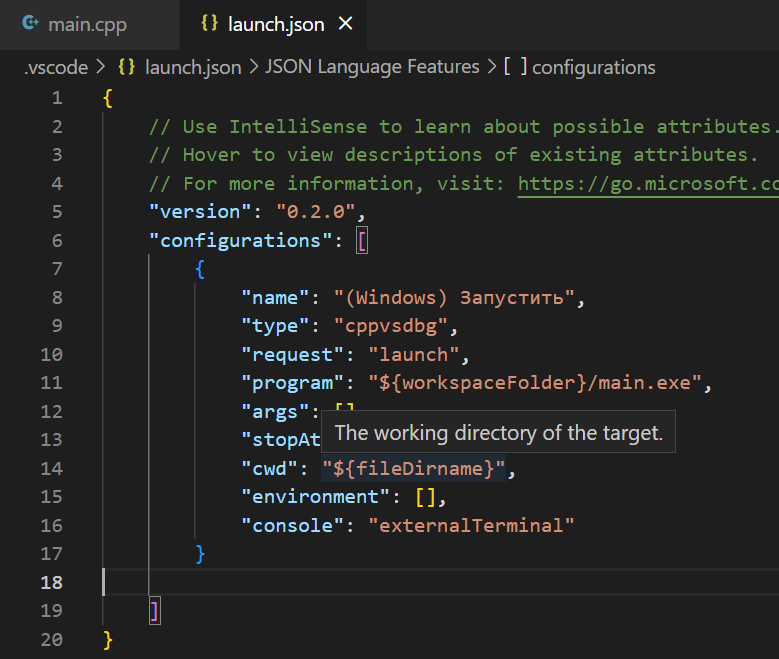 main.cpp {} launch.json ×
.vscode > {} launch.json > JSON Language Features > [ ] configurations
1 {
2 // Use IntelliSense to learn about possible attributes.
3 // Hover to view descriptions of existing attributes.
4 // For more information, visit: https://go.microsoft.co
5 "version": "0.2.0",
6 "configurations": [
7 {
8 "name": "(Windows) Запустить",
9 "type": "cppvsdbg",
10 "request": "launch",
11 "program": "${workspaceFolder}/main.exe",
12 "args": []
13 "stopAt
The working directory of the target.
14 "cwd": "${fileDirname}",
15 "environment": [],
16 "console": "externalTerminal"
17 }
18
19 ]
20 }